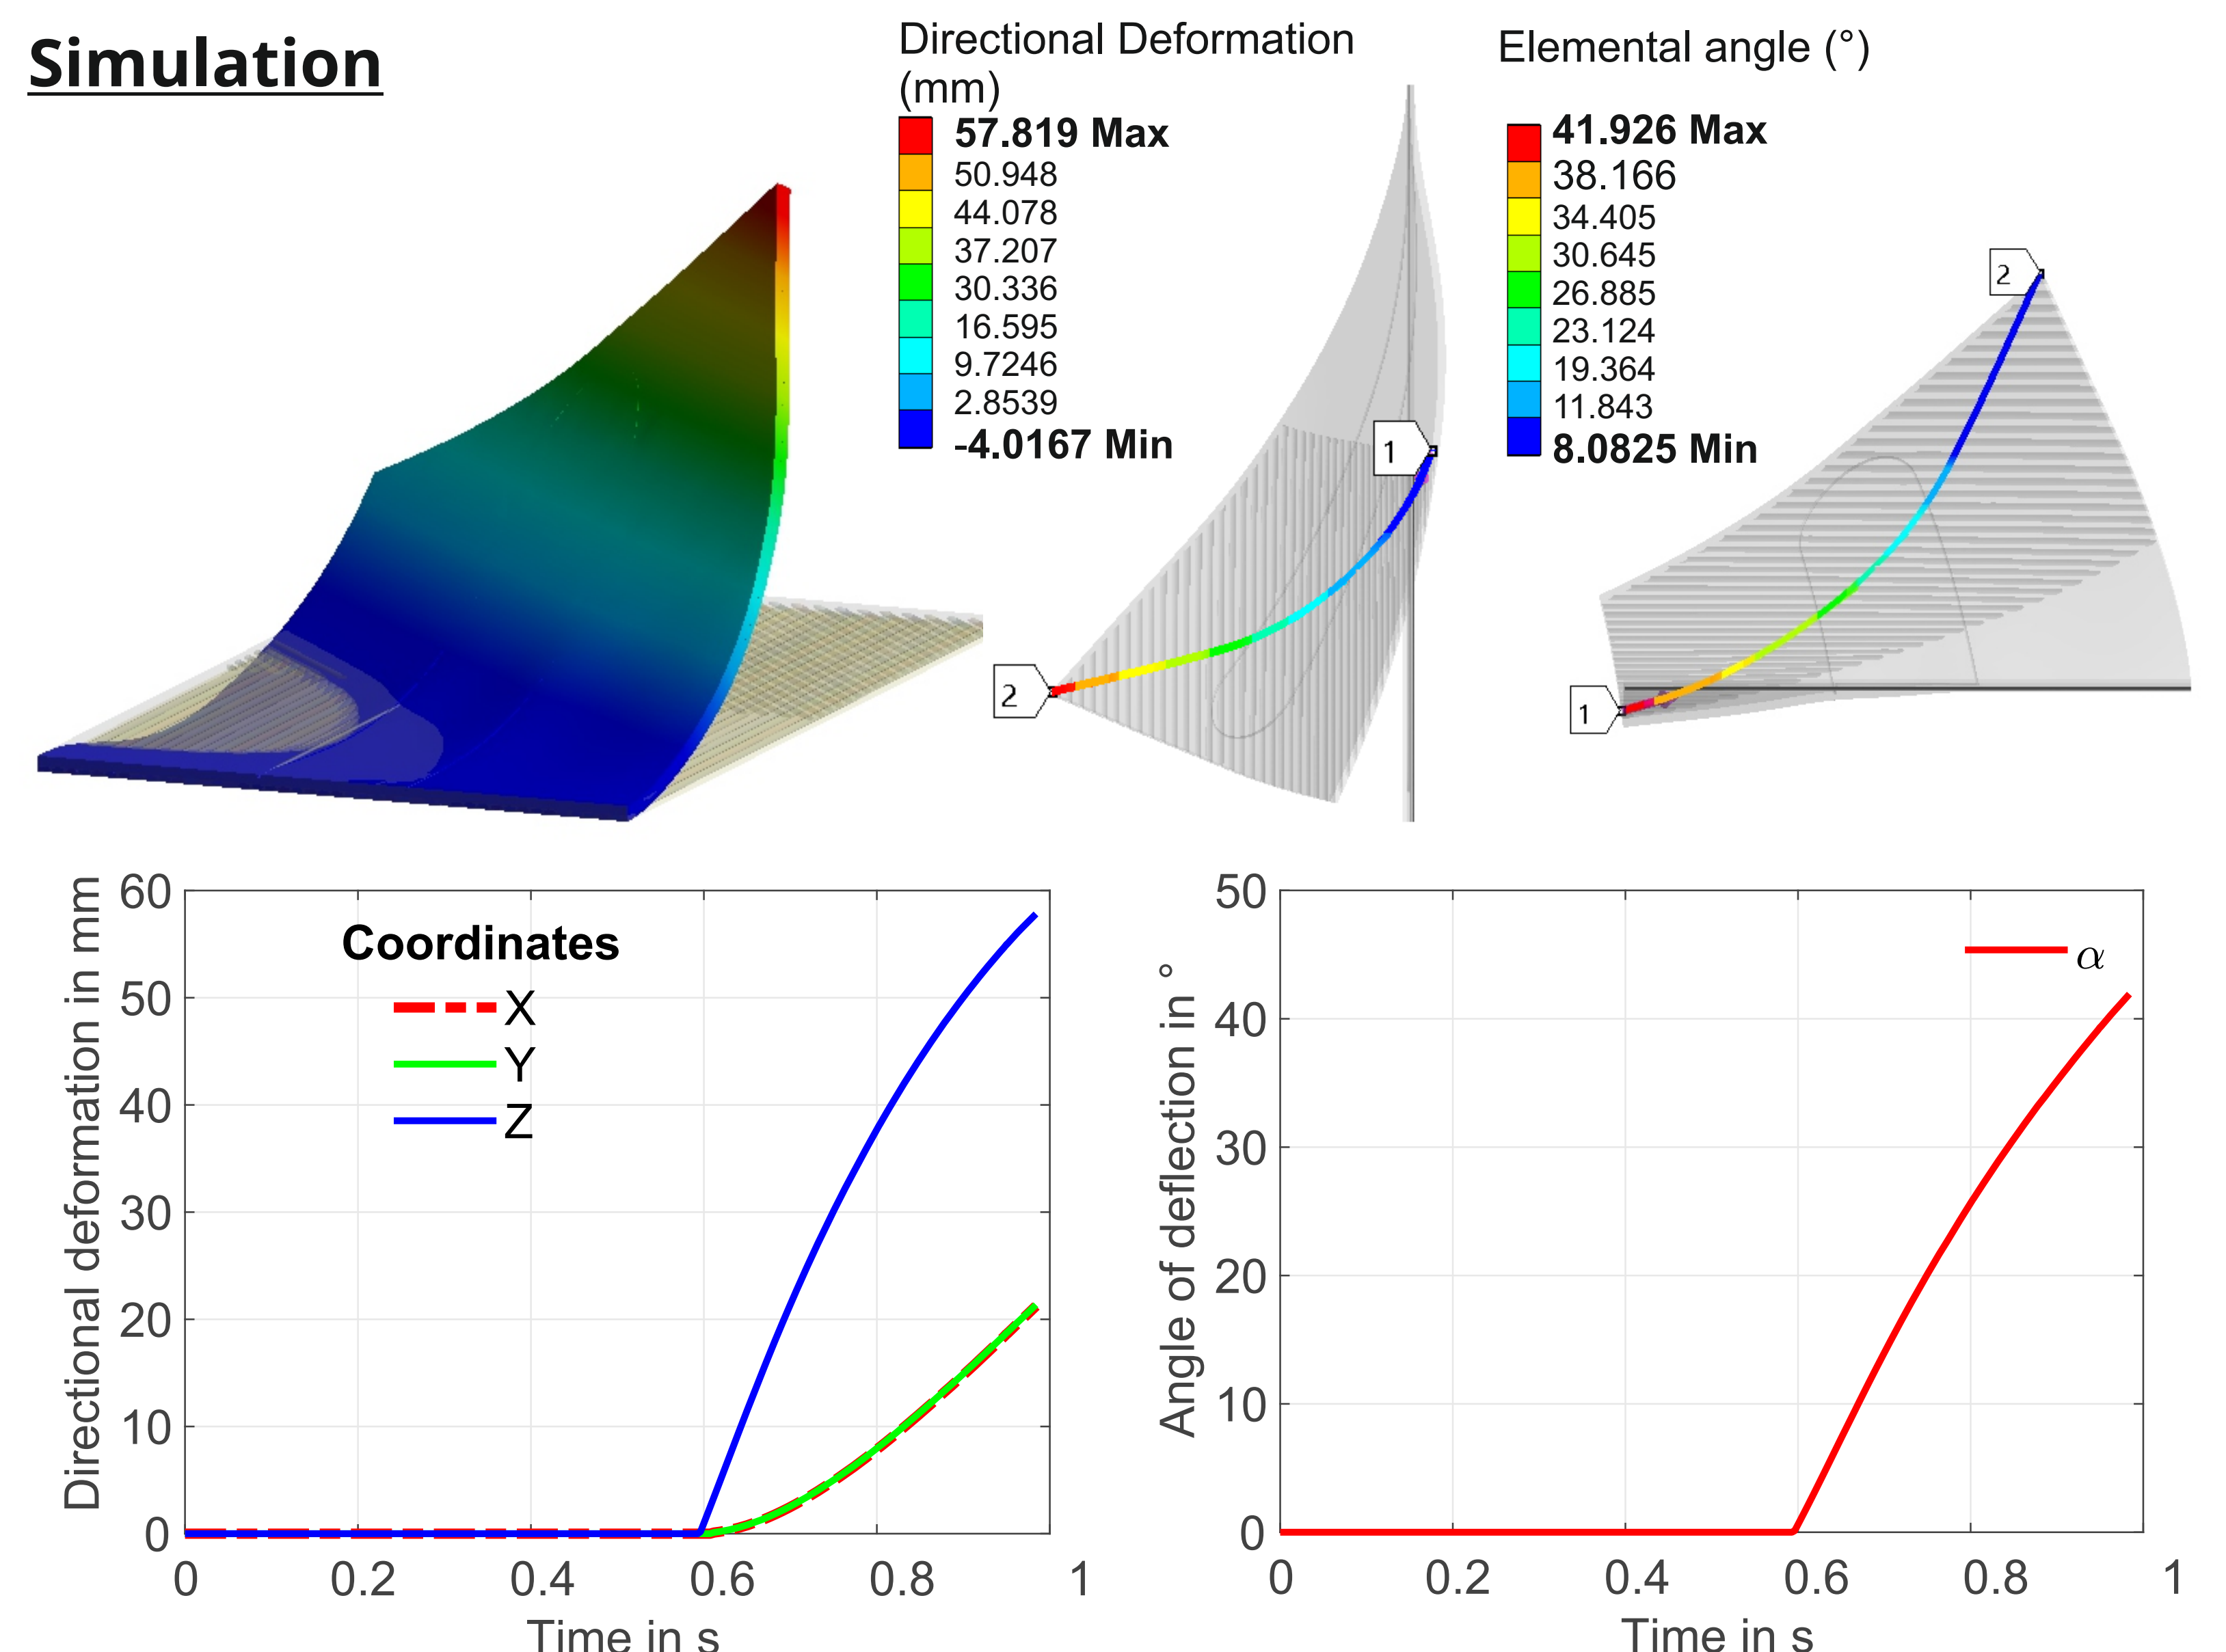 Simulation
Directional Deformation
(mm)
57.819 Max
50.948
44.078
37.207
30.336
16.595
9.7246
2.8539
-4.0167 Min
1
2
Elemental angle (°)
41.926 Max
38.166
34.405
30.645
26.885
23.124
19.364
11.843
8.0825 Min
2
1
Directional deformation in mm
60
50
40
30
20
10
0
Coordinates
X
Y
Z
0 0.2 0.4 0.6 0.8 1
Time in s
Angle of deflection in °
50
40
30
20
10
0
α
0 0.2 0.4 0.6 0.8 1
Time in s